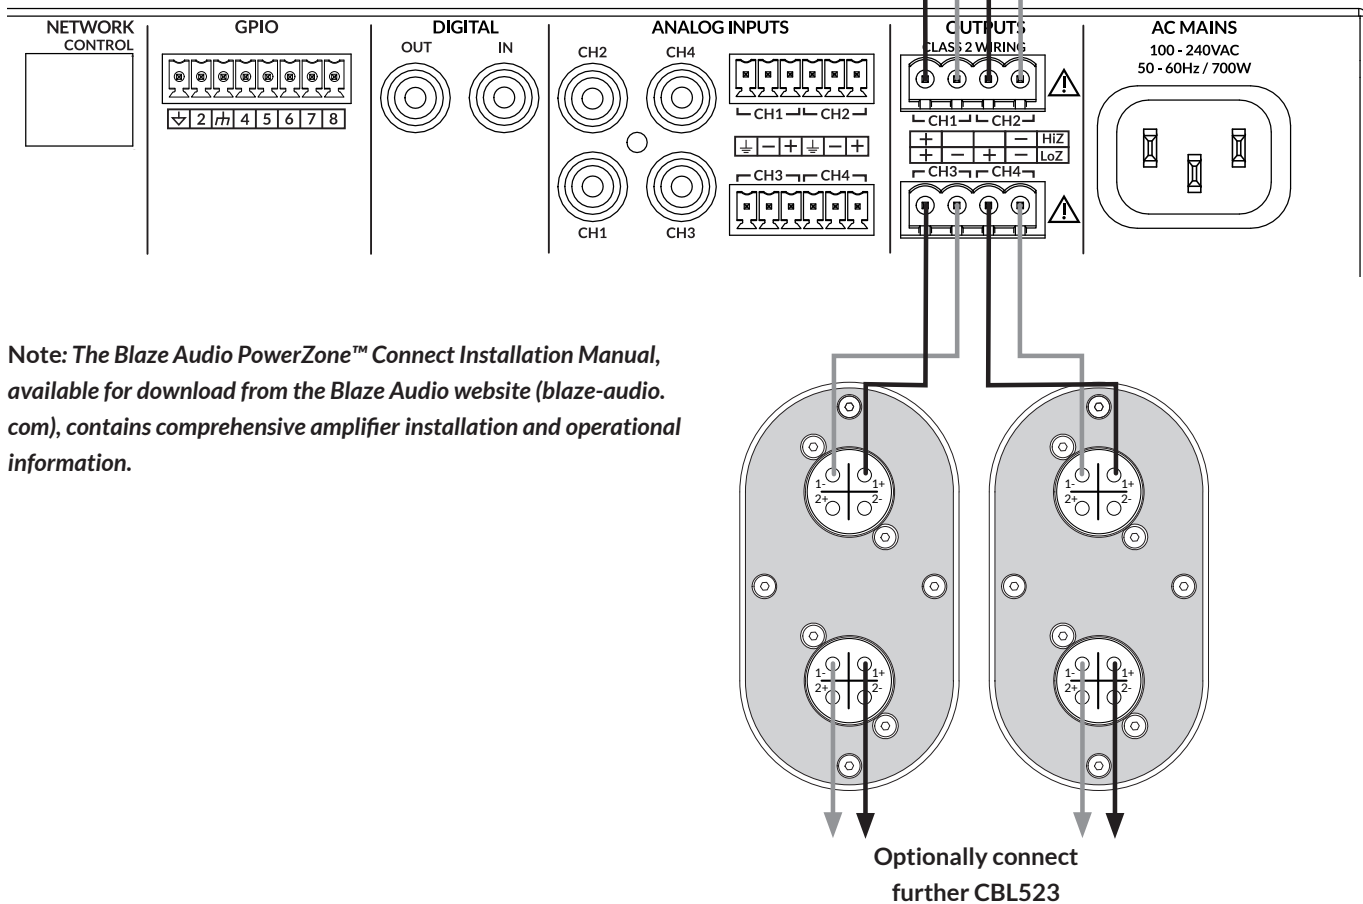 NETWORK
CONTROL
GPIO
2 4 5 6 7 8
DIGITAL
OUT IN
ANALOG INPUTS
CH2 CH4
CH1 CH2
⏚ − + ⏚ − +
CH3 CH4
CH1 CH3
OUTPUTS
CLASS 2 WIRING
CH1 CH2
+ − HiZ
+ − + − LoZ
CH3 CH4
AC MAINS
100 - 240VAC
50 - 60Hz / 700W
Note: The Blaze Audio PowerZone™ Connect Installation Manual,
available for download from the Blaze Audio website (blaze-audio.
com), contains comprehensive amplifier installation and operational
information.
1- 1+
2+ 2-
1- 1+
2+ 2-
1- 1+
2+ 2-
1- 1+
2+ 2-
Optionally connect
further CBL523